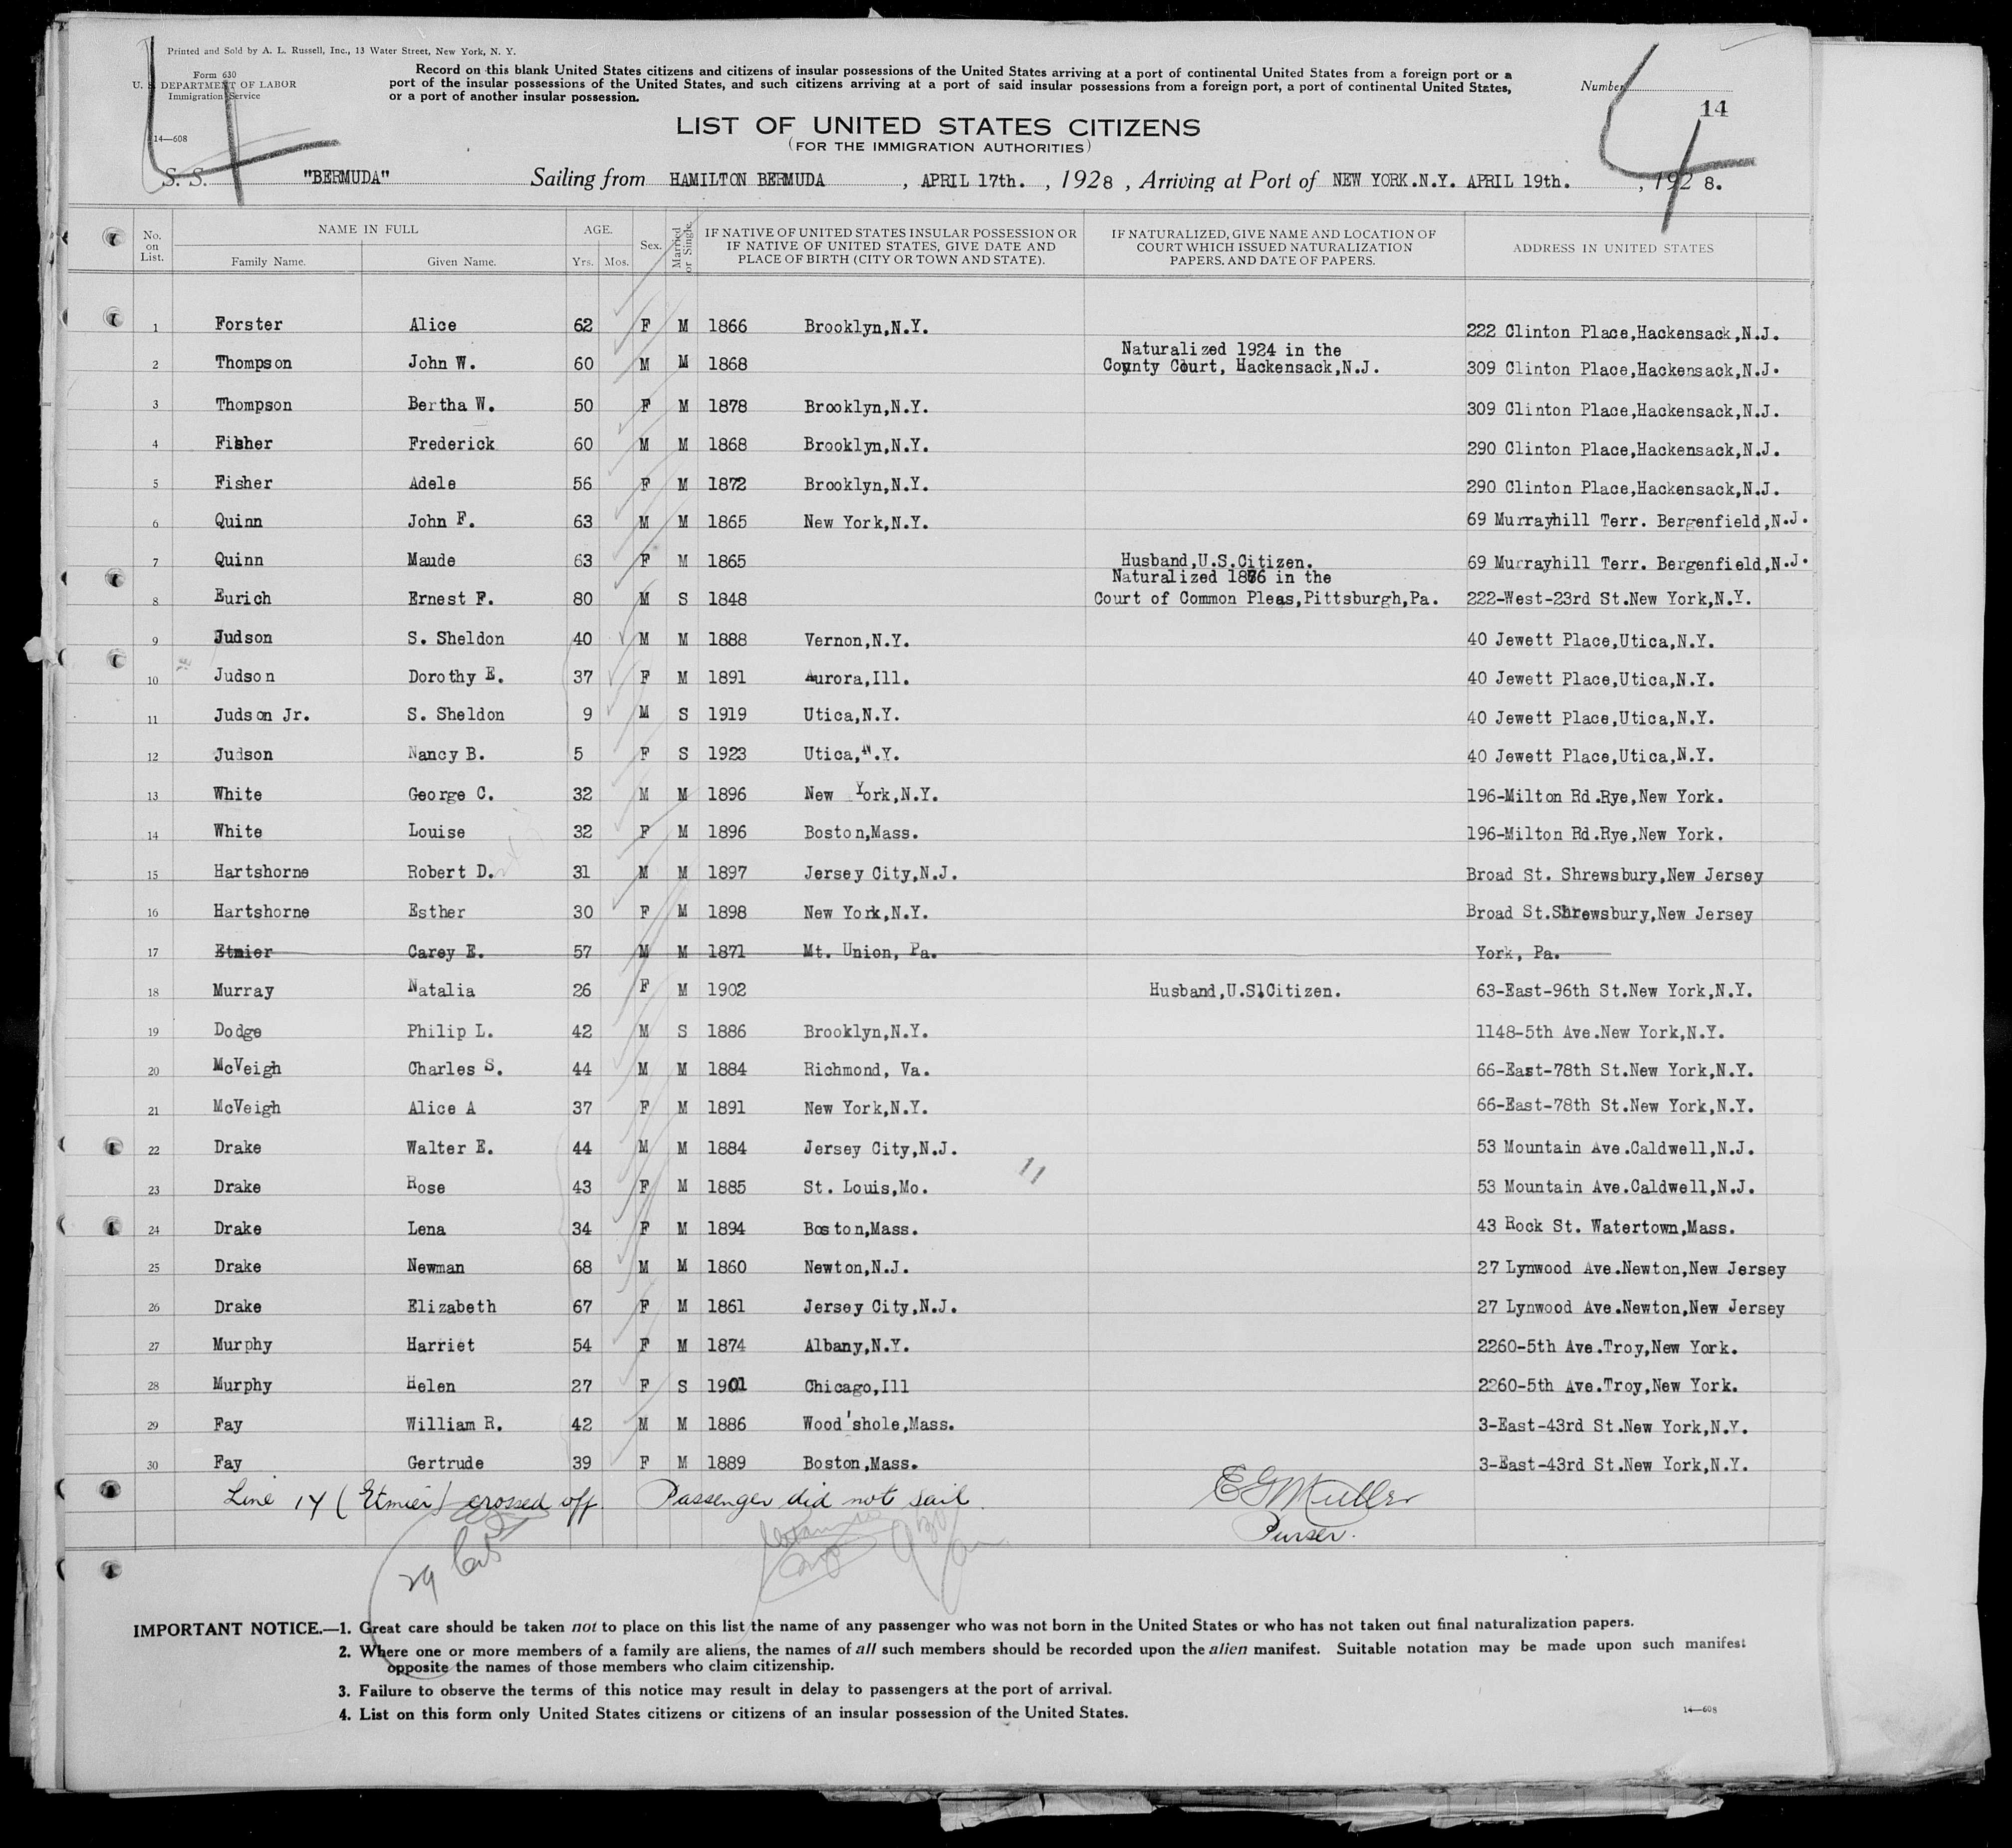 Printed and Sold by A. L. Russell, Inc., 13 Water Street, New York, N. Y.
Form 630
U. S. DEPARTMENT OF LABOR
Immigration Service
14—608
Record on this blank United States citizens and citizens of insular possessions of the United States arriving at a port of continental United States from a foreign port or a
port of the insular possessions of the United States, and such citizens arriving at a port of said insular possessions from a foreign port, a port of continental United States,
or a port of another insular possession.
Number
14
4
4
LIST OF UNITED STATES CITIZENS
(FOR THE IMMIGRATION AUTHORITIES)
S. S. "BERMUDA" Sailing from HAMILTON BERMUDA , APRIL 17th. , 1928 , Arriving at Port of NEW YORK.N.Y. APRIL 19th. , 1928.
No. on List. NAME IN FULL Family Name. Given Name. AGE. Yrs. Mos. Sex. Married or Single. IF NATIVE OF UNITED STATES INSULAR POSSESSION OR IF NATIVE OF UNITED STATES, GIVE DATE AND PLACE OF BIRTH (CITY OR TOWN AND STATE). IF NATURALIZED, GIVE NAME AND LOCATION OF COURT WHICH ISSUED NATURALIZATION PAPERS, AND DATE OF PAPERS. ADDRESS IN UNITED STATES
1 Forster Alice 62 F M 1866 Brooklyn,N.Y. 222 Clinton Place,Hackensack,N.J.
2 Thompson John W. 60 M M 1868 Naturalized 1924 in the County Court, Hackensack,N.J. 309 Clinton Place,Hackensack,N.J.
3 Thompson Bertha W. 50 F M 1878 Brooklyn,N.Y. 309 Clinton Place,Hackensack,N.J.
4 Fisher Frederick 60 M M 1868 Brooklyn,N.Y. 290 Clinton Place,Hackensack,N.J.
5 Fisher Adele 56 F M 1872 Brooklyn,N.Y. 290 Clinton Place,Hackensack,N.J.
6 Quinn John F. 63 M M 1865 New York,N.Y. 69 Murrayhill Terr. Bergenfield,N.J.
7 Quinn Maude 63 F M 1865 Husband,U.S.Citizen. 69 Murrayhill Terr. Bergenfield,N.J.
8 Eurich Ernest F. 80 M S 1848 Naturalized 1876 in the Court of Common Pleas,Pittsburgh,Pa. 222-West-23rd St.New York,N.Y.
9 Judson S. Sheldon 40 M M 1888 Vernon,N.Y. 40 Jewett Place,Utica,N.Y.
10 Judson Dorothy E. 37 F M 1891 Aurora,Ill. 40 Jewett Place,Utica,N.Y.
11 Judson Jr. S. Sheldon 9 M S 1919 Utica,N.Y. 40 Jewett Place,Utica,N.Y.
12 Judson Nancy B. 5 F S 1923 Utica,N.Y. 40 Jewett Place,Utica,N.Y.
13 White George C. 32 M M 1896 New York,N.Y. 196-Milton Rd.Rye,New York.
14 White Louise 32 F M 1896 Boston,Mass. 196-Milton Rd.Rye,New York.
15 Hartshorne Robert D. 31 M M 1897 Jersey City,N.J. Broad St. Shrewsbury,New Jersey
16 Hartshorne Esther 30 F M 1898 New York,N.Y. Broad St.Shrewsbury,New Jersey
17 Etmier Carey E. 57 M M 1871 Mt. Union, Pa. York, Pa.
18 Murray Natalia 26 F M 1902 Husband,U.S.Citizen. 63-East-96th St.New York,N.Y.
19 Dodge Philip L. 42 M S 1886 Brooklyn,N.Y. 1148-5th Ave.New York,N.Y.
20 McVeigh Charles S. 44 M M 1884 Richmond, Va. 66-East-78th St.New York,N.Y.
21 McVeigh Alice A 37 F M 1891 New York,N.Y. 66-East-78th St.New York,N.Y.
22 Drake Walter E. 44 M M 1884 Jersey City,N.J. 53 Mountain Ave.Caldwell,N.J.
11
23 Drake Rose 43 F M 1885 St. Louis,Mo. 53 Mountain Ave.Caldwell,N.J.
24 Drake Lena 34 F M 1894 Boston,Mass. 43 Rock St. Watertown,Mass.
25 Drake Newman 68 M M 1860 Newton,N.J. 27 Lynwood Ave.Newton,New Jersey
26 Drake Elizabeth 67 F M 1861 Jersey City,N.J. 27 Lynwood Ave.Newton,New Jersey
27 Murphy Harriet 54 F M 1874 Albany,N.Y. 2260-5th Ave.Troy,New York.
28 Murphy Helen 27 F S 1901 Chicago,Ill 2260-5th Ave.Troy,New York.
29 Fay William R. 42 M M 1886 Wood'shole,Mass. 3-East-43rd St.New York,N.Y.
30 Fay Gertrude 39 F M 1889 Boston,Mass. 3-East-43rd St.New York,N.Y.
Line 17 (Etmier) crossed off. Passenger did not sail. EGMuller
Purser.
29
IMPORTANT NOTICE.—1. Great care should be taken not to place on this list the name of any passenger who was not born in the United States or who has not taken out final naturalization papers.
2. Where one or more members of a family are aliens, the names of all such members should be recorded upon the alien manifest. Suitable notation may be made upon such manifest
opposite the names of those members who claim citizenship.
3. Failure to observe the terms of this notice may result in delay to passengers at the port of arrival.
4. List on this form only United States citizens or citizens of an insular possession of the United States.
14—608